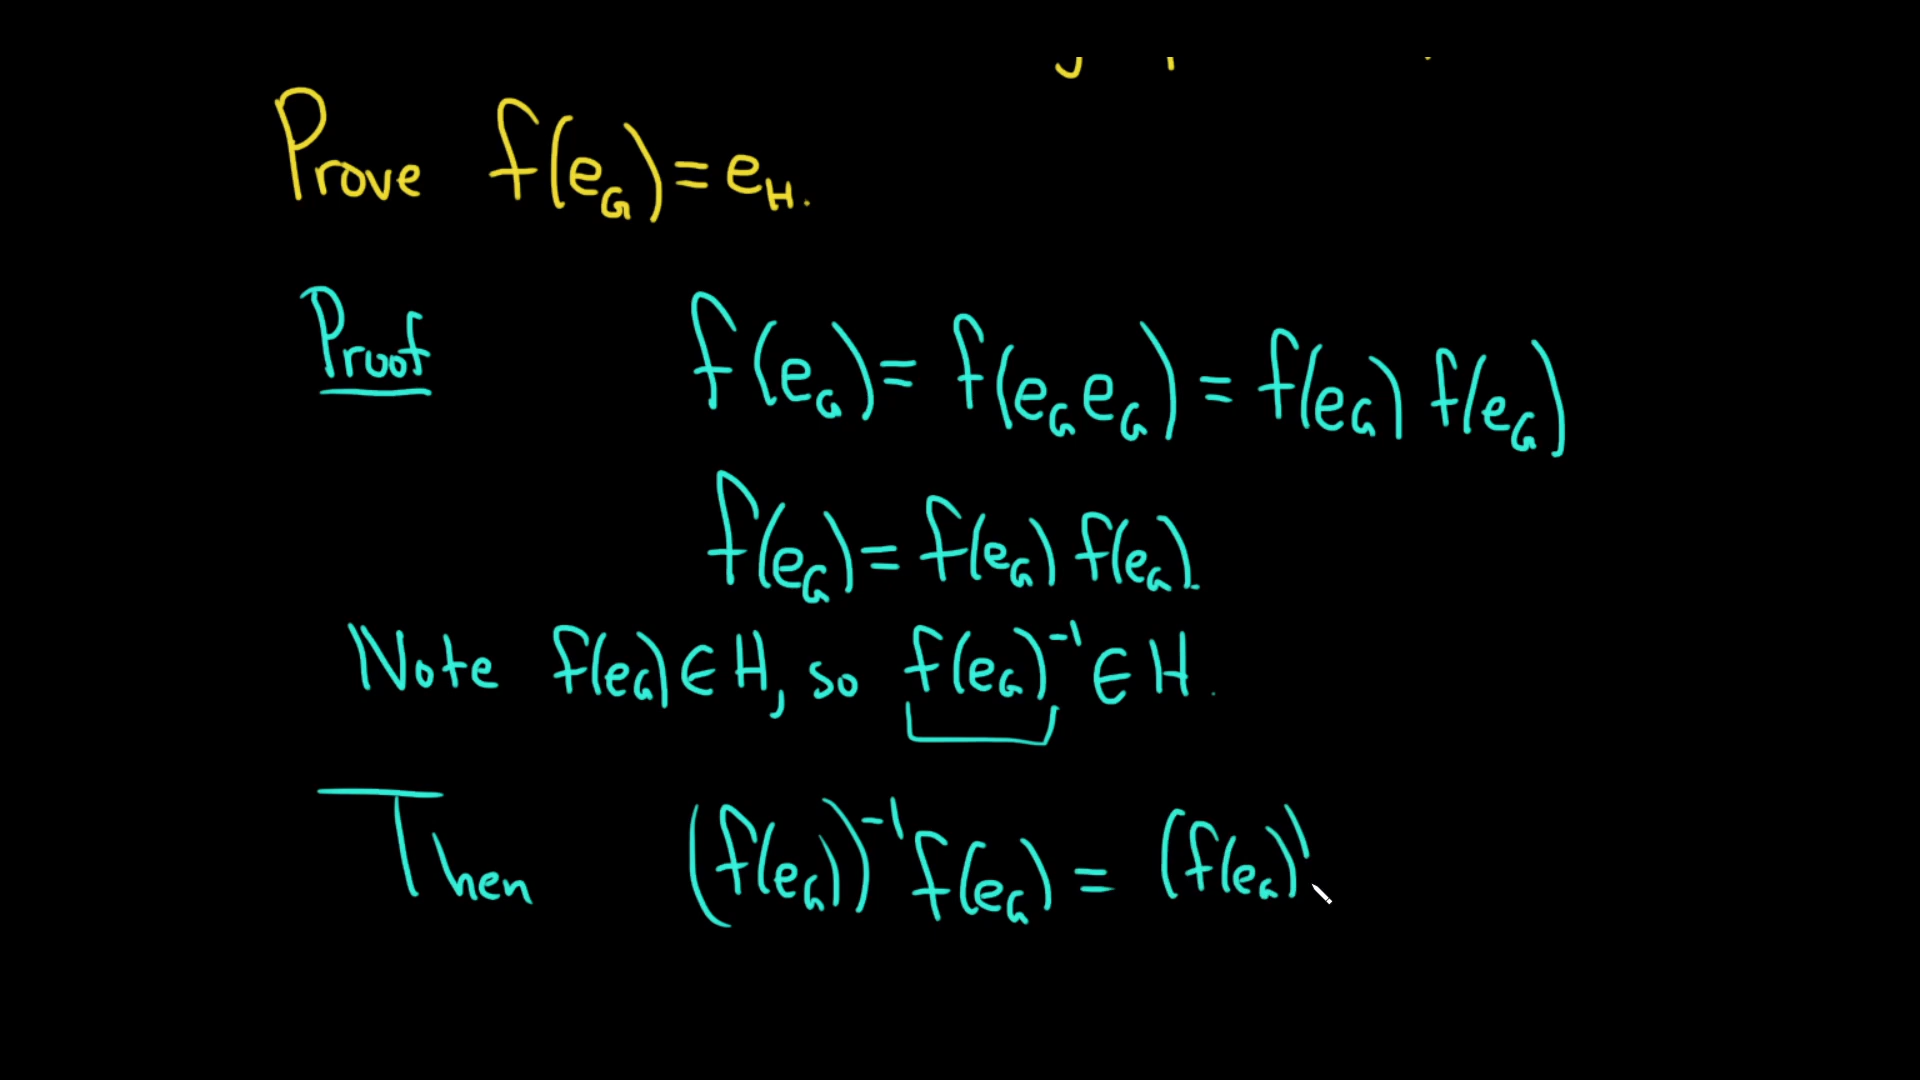 Prove f(e_G) = e_H.
Proof f(e_G) = f(e_G e_G) = f(e_G) f(e_G)
f(e_G) = f(e_G) f(e_G).
Note f(e_G) ∈ H, so f(e_G)^-1 ∈ H.
Then (f(e_G))^-1 f(e_G) = (f(e_G))